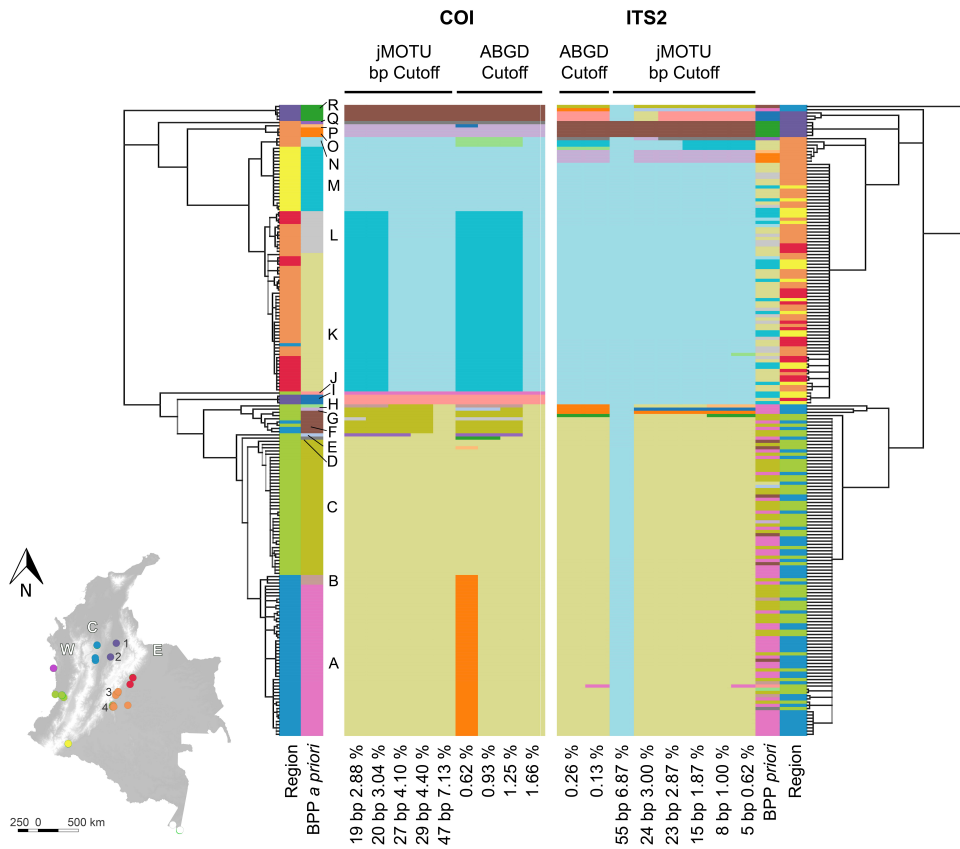 COI
ITS2
jMOTU
bp Cutoff
ABGD
Cutoff
ABGD
Cutoff
jMOTU
bp Cutoff
R
Q
P
O
N
M
L
K
J
I
H
G
F
E
D
C
B
A
N
C
W
E
1
2
3
4
250 0 500 km
Region
BPP a priori
19 bp 2.88 %
20 bp 3.04 %
27 bp 4.10 %
29 bp 4.40 %
47 bp 7.13 %
0.62 %
0.93 %
1.25 %
1.66 %
0.26 %
0.13 %
55 bp 6.87 %
24 bp 3.00 %
23 bp 2.87 %
15 bp 1.87 %
8 bp 1.00 %
5 bp 0.62 %
BPP priori
Region